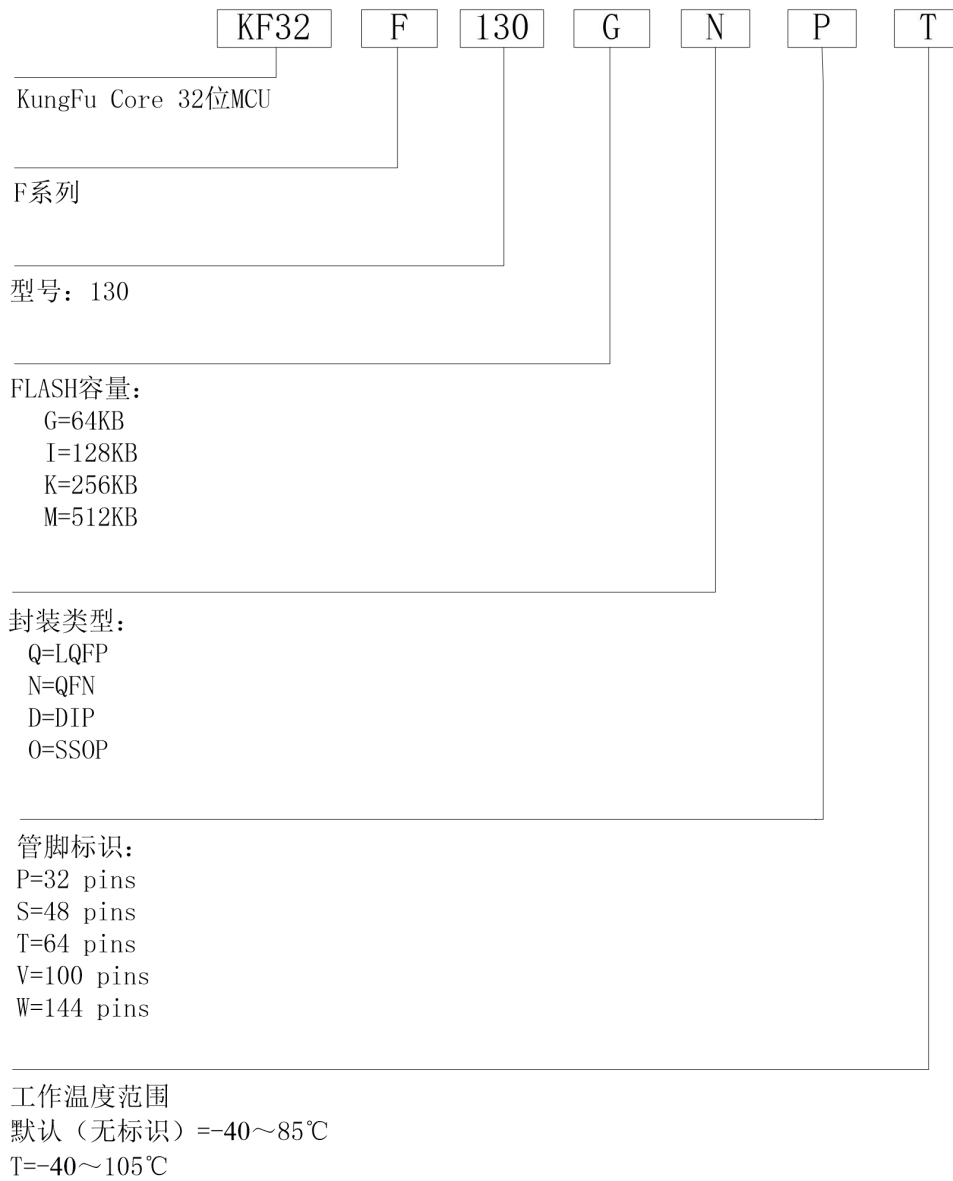 KF32 F 130 G N P T
KungFu Core 32位MCU
F系列
型号：130
FLASH容量：
G=64KB
I=128KB
K=256KB
M=512KB
封装类型：
Q=LQFP
N=QFN
D=DIP
O=SSOP
管脚标识：
P=32 pins
S=48 pins
T=64 pins
V=100 pins
W=144 pins
工作温度范围
默认（无标识）=-40～85℃
T=-40～105℃